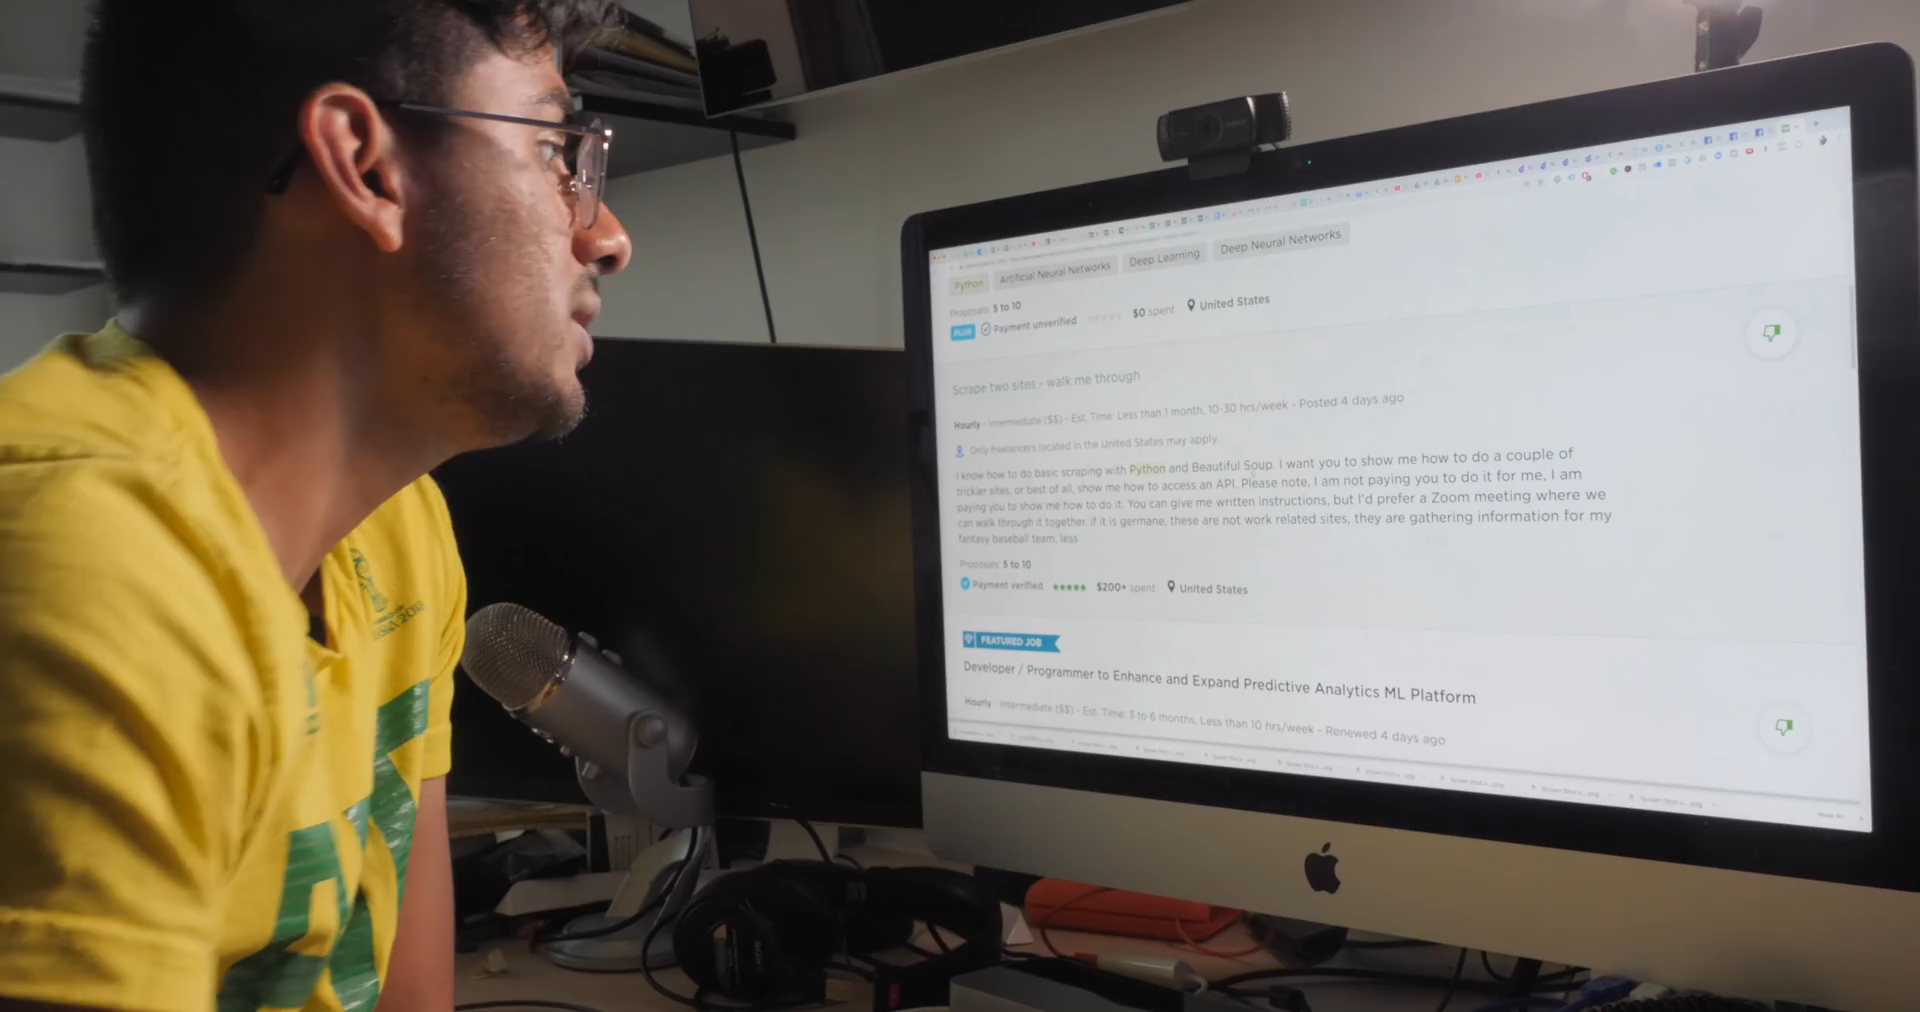 Python Artificial Neural Networks Deep Learning Deep Neural Networks
Proposals: 5 to 10
PLUS Payment unverified $0 spent United States
Scrape two sites - walk me through
Hourly - Intermediate ($$) - Est. Time: Less than 1 month, 10-30 hrs/week - Posted 4 days ago
Only freelancers located in the United States may apply.
I know how to do basic scraping with Python and Beautiful Soup. I want you to show me how to do a couple of
trickier sites, or best of all, show me how to access an API. Please note, I am not paying you to do it for me, I am
paying you to show me how to do it. You can give me written instructions, but I'd prefer a Zoom meeting where we
can walk through it together. if it is germane, these are not work related sites, they are gathering information for my
fantasy baseball team. less
Proposals: 5 to 10
Payment verified $200+ spent United States
FEATURED JOB
Developer / Programmer to Enhance and Expand Predictive Analytics ML Platform
Hourly - Intermediate ($$) - Est. Time: 3 to 6 months, Less than 10 hrs/week - Renewed 4 days ago